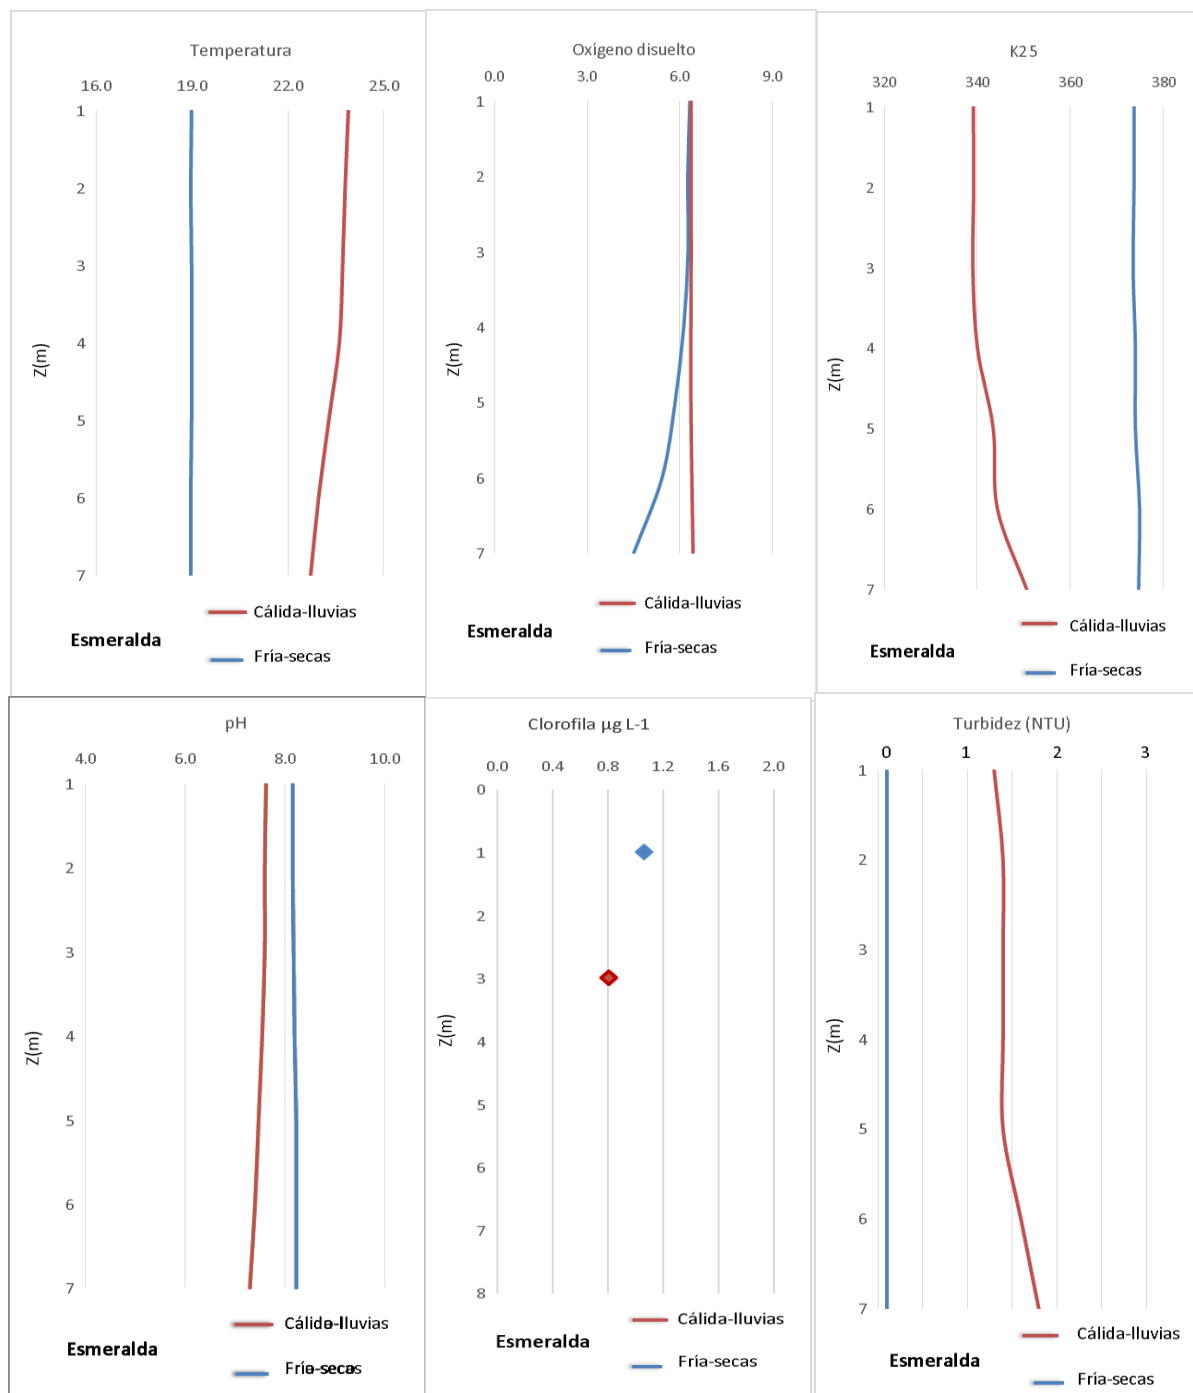 Temperatura
16.0 19.0 22.0 25.0
1
2
3
4
5
6
7
Z(m)
Cálida-lluvias
Esmeralda
Fría-secas
Oxígeno disuelto
0.0 3.0 6.0 9.0
1
2
3
4
5
6
7
Z(m)
Cálida-lluvias
Esmeralda
Fría-secas
K25
320 340 360 380
1
2
3
4
5
6
7
Z(m)
Cálida-lluvias
Esmeralda
Fría-secas
pH
4.0 6.0 8.0 10.0
1
2
3
4
5
6
7
Z(m)
Esmeralda
Clorofila µg L-1
0.0 0.4 0.8 1.2 1.6 2.0
0
1
2
3
4
5
6
7
8
Z(m)
Cálida-lluvias
Esmeralda
Fría-secas
Turbidez (NTU)
0 1 2 3
1
2
3
4
5
6
7
Z(m)
Cálida-lluvias
Esmeralda
Fría-secas